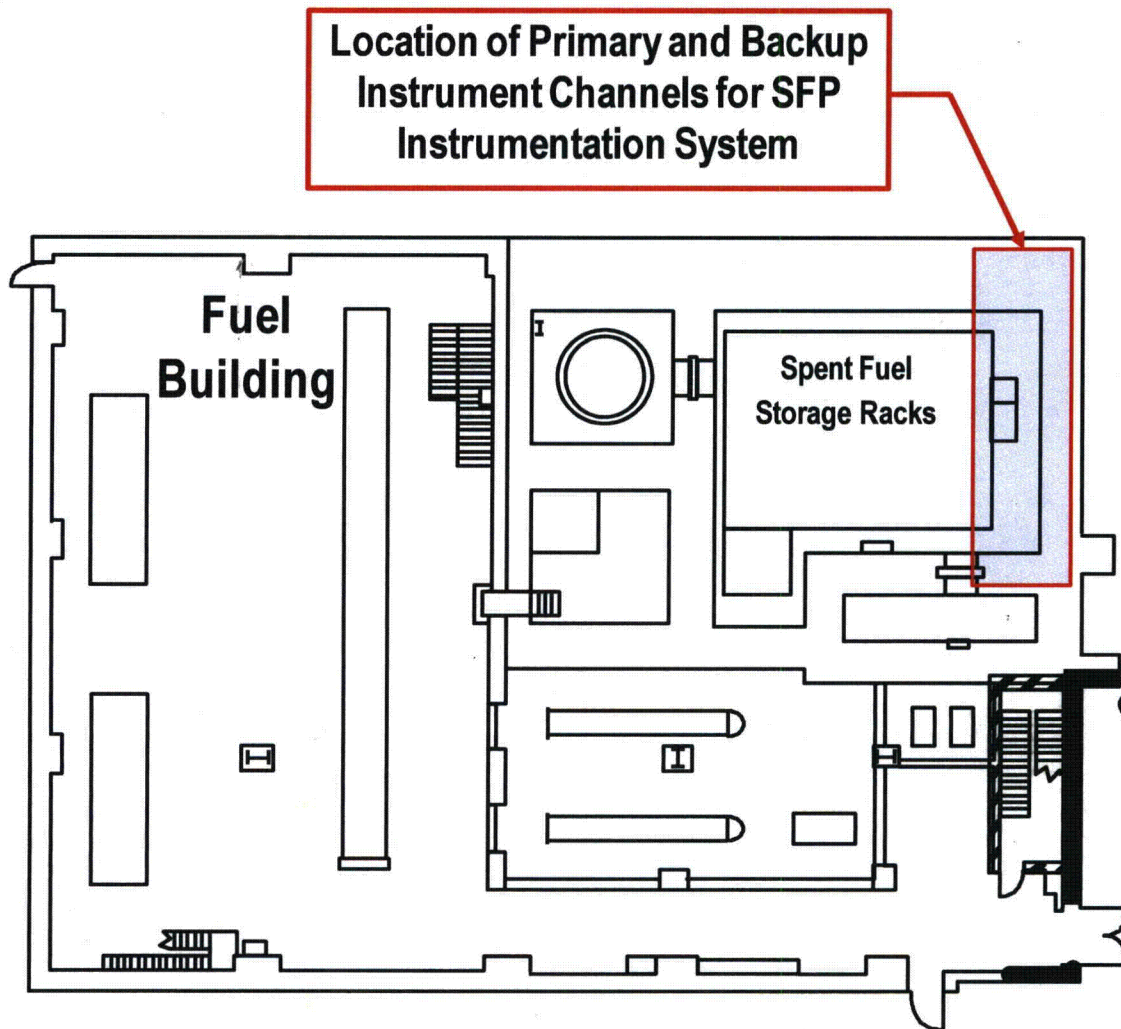 Location of Primary and Backup
Instrument Channels for SFP
Instrumentation System
Fuel
Building
Spent Fuel
Storage Racks